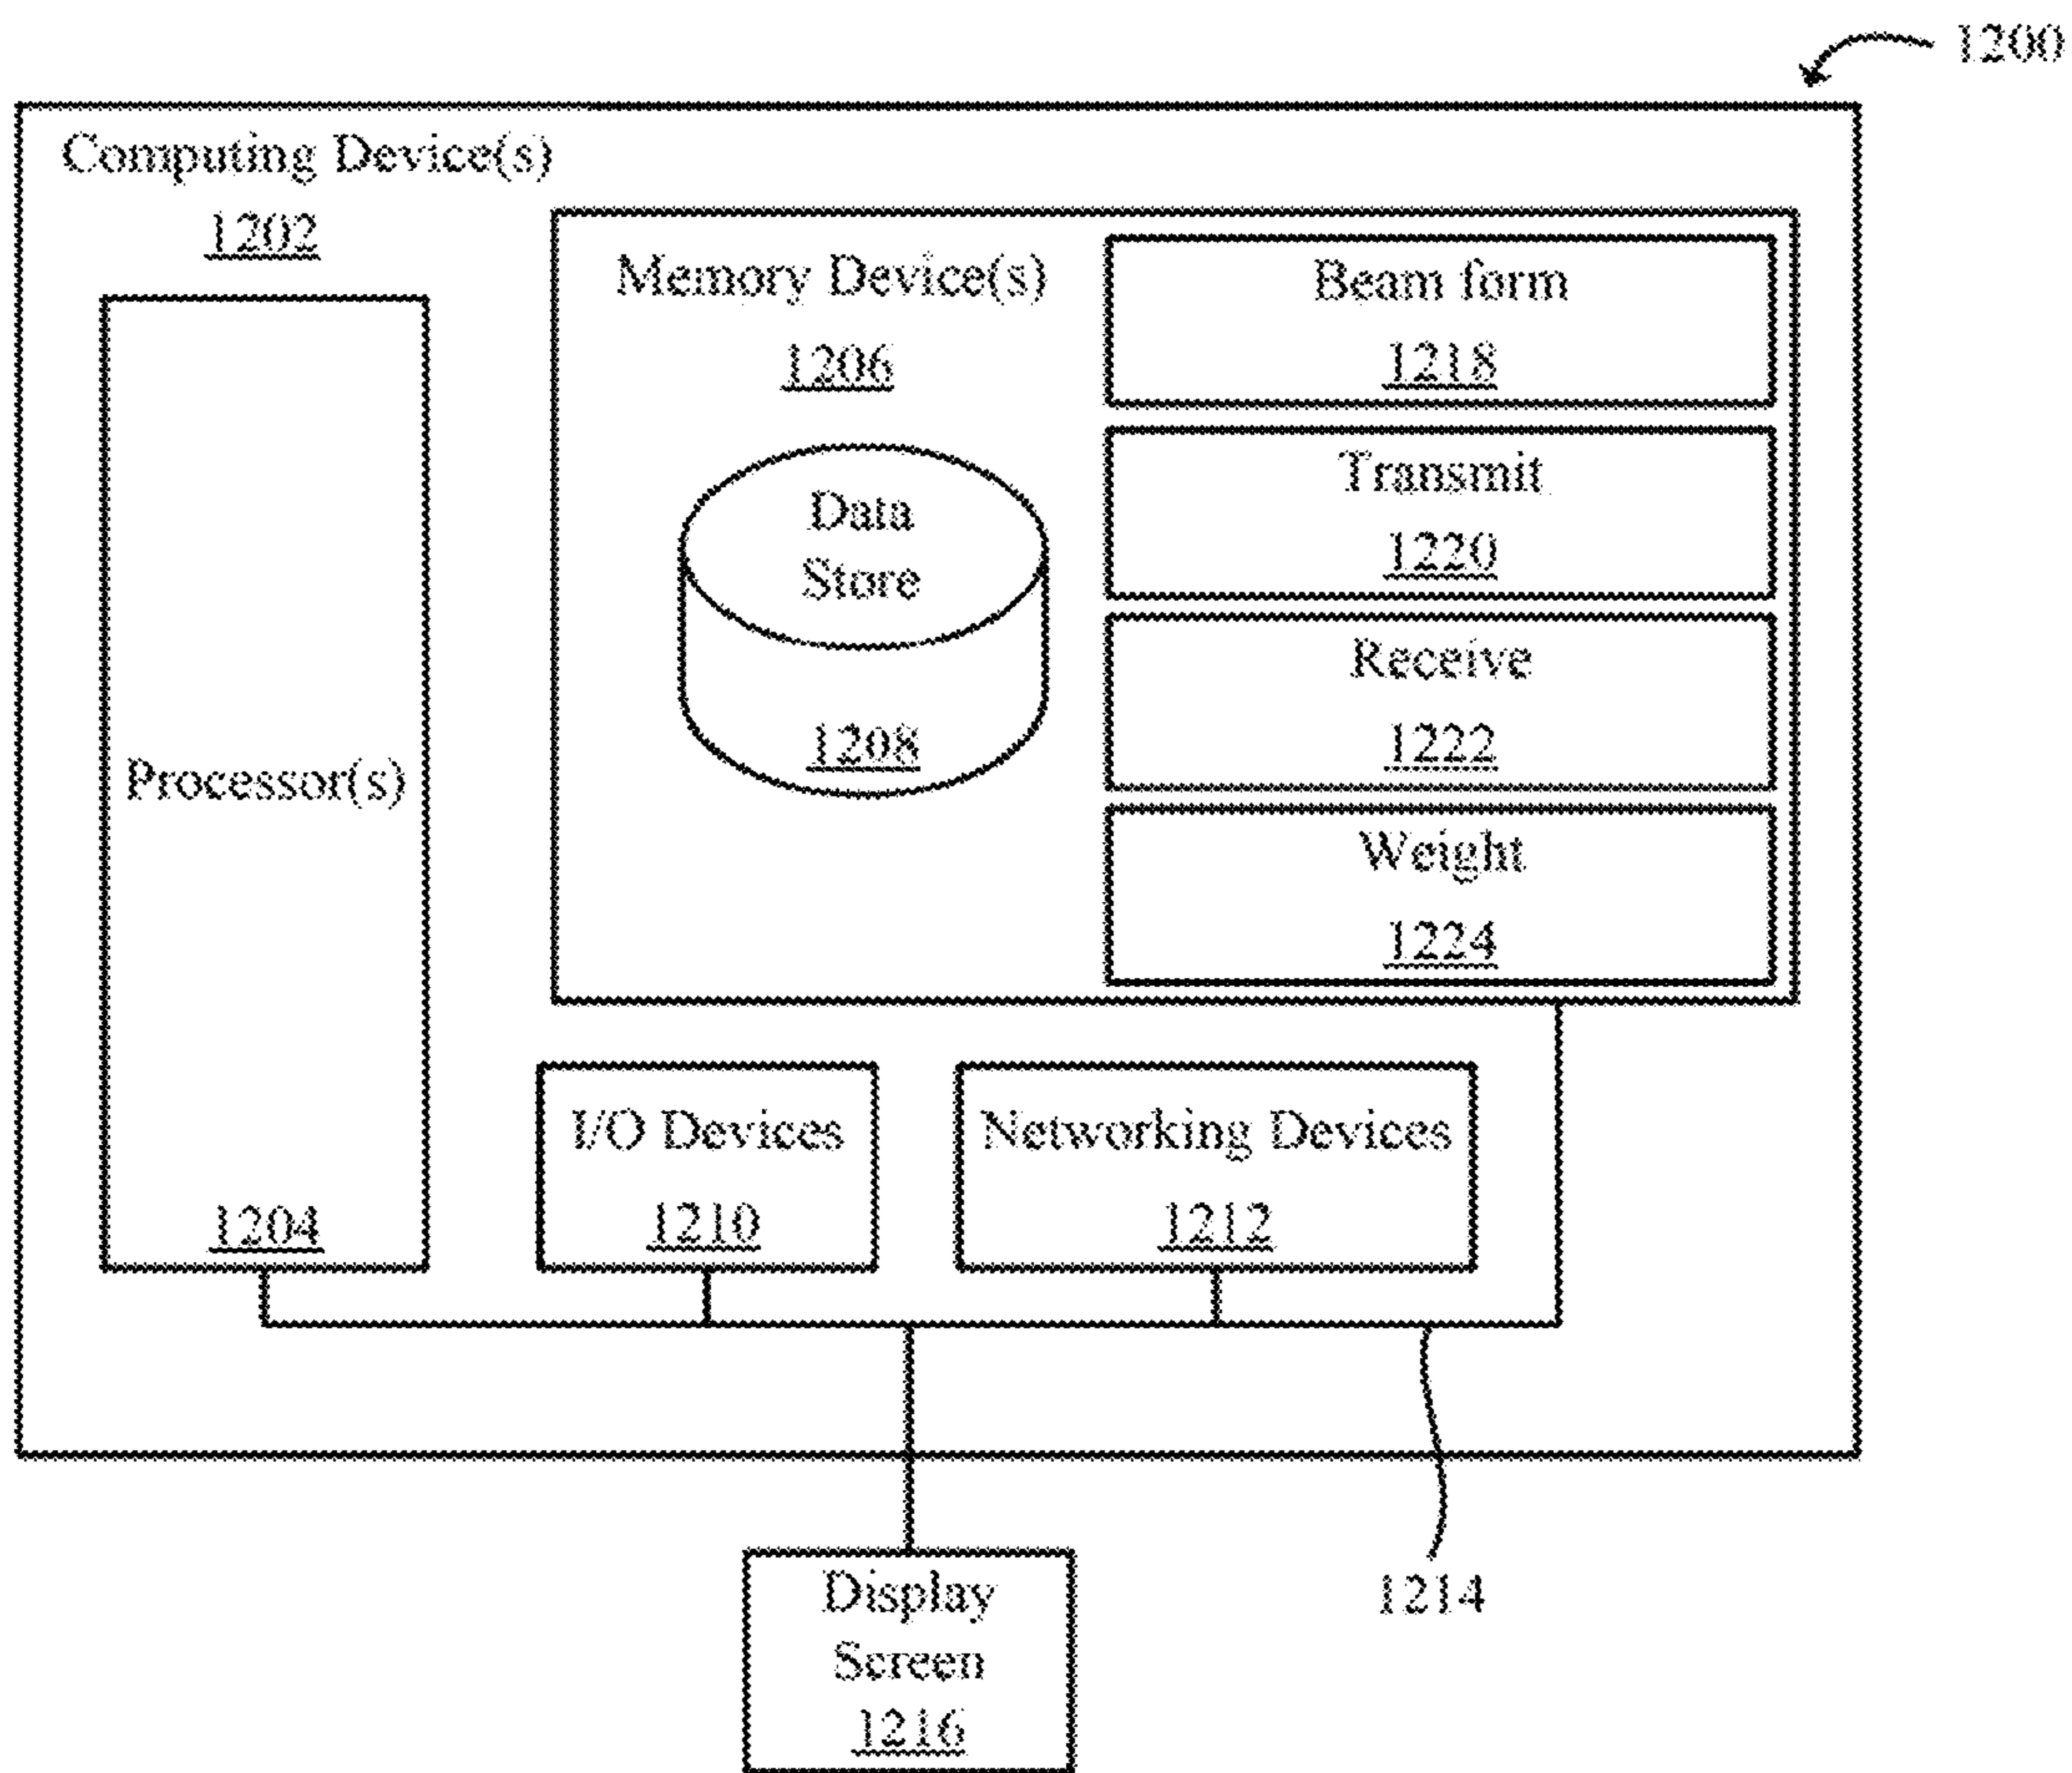 1200
Computing Device(s)
1202
Memory Device(s)
1206
Data
Store
1208
Beam form
1218
Transmit
1220
Receive
1222
Weight
1224
Processor(s)
1204
I/O Devices
1210
Networking Devices
1212
1214
Display
Screen
1216